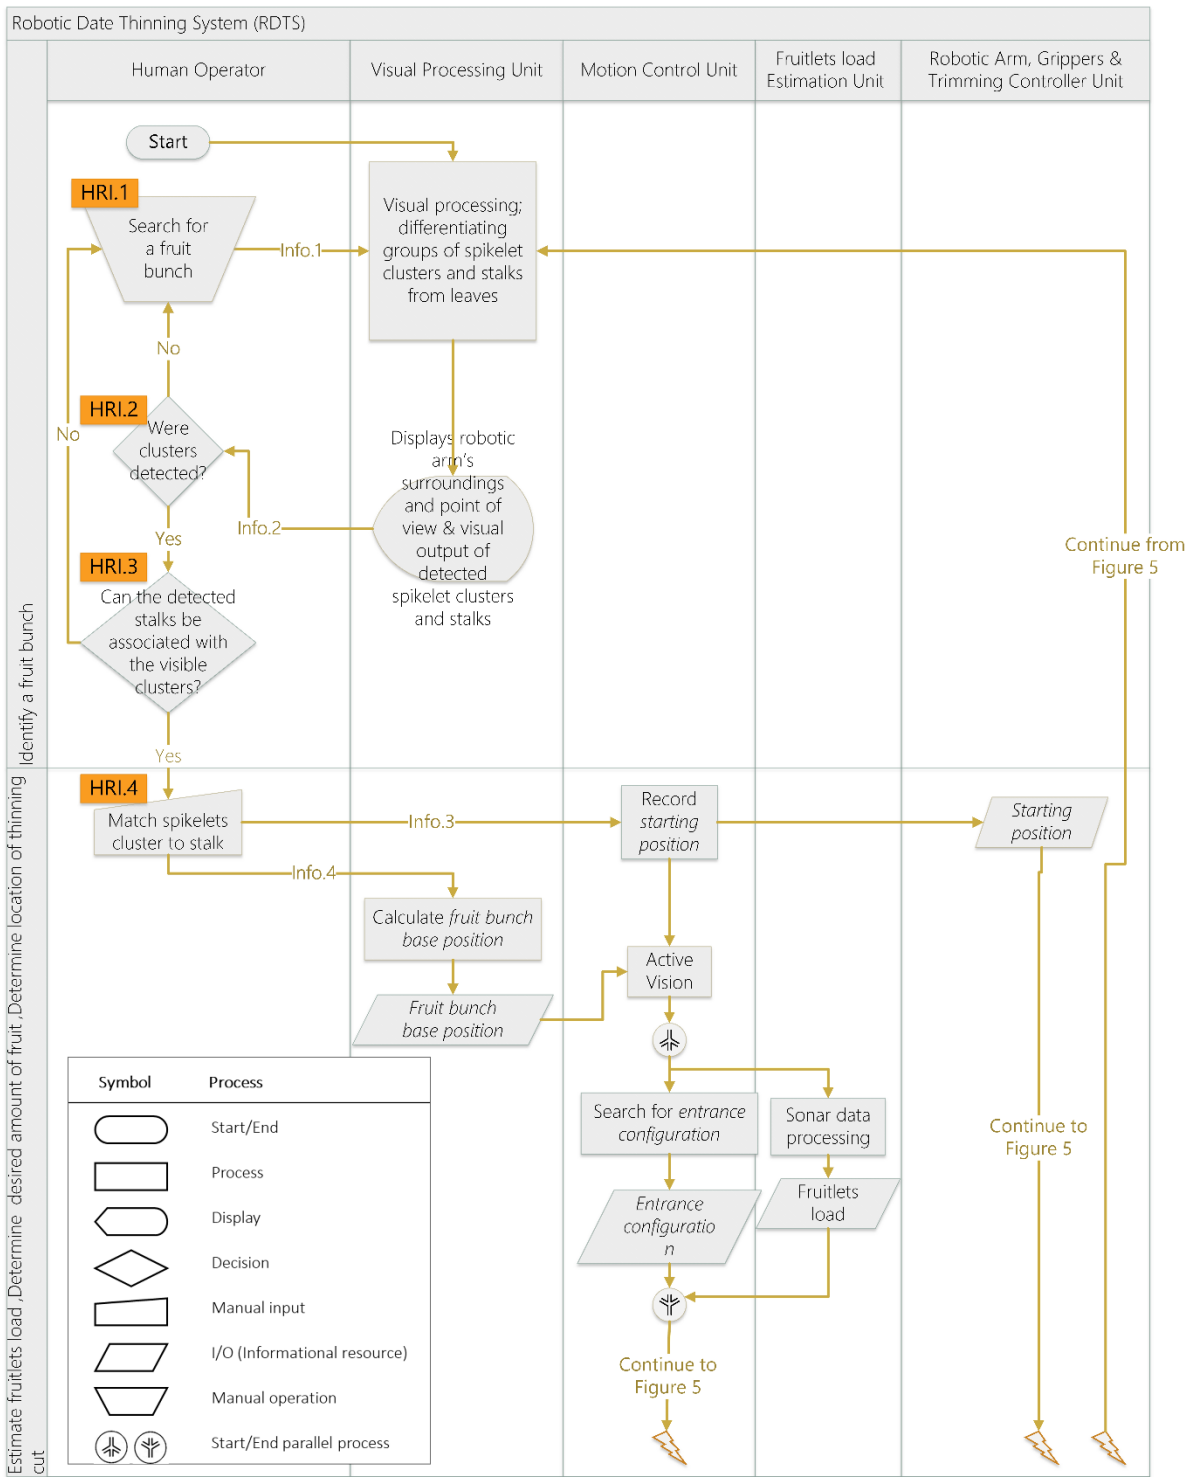 Robotic Date Thinning System (RDTS)
Human Operator
Visual Processing Unit
Motion Control Unit
Fruitlets load
Estimation Unit
Robotic Arm, Grippers &
Trimming Controller Unit
Identify a fruit bunch
Start
HRI.1
Search for
a fruit
bunch
Info.1
Visual processing;
differentiating
groups of spikelet
clusters and stalks
from leaves
No
HRI.2
Were
clusters
detected?
No
Info.2
Displays robotic
arm's
surroundings
and point of
view & visual
output of
detected
spikelet clusters
and stalks
Yes
HRI.3
Can the detected
stalks be
associated with
the visible
clusters?
Continue from
Figure 5
Yes
Estimate fruitlets load ,Determine  desired amount of fruit ,Determine location of thinning
cut
HRI.4
Match spikelets
cluster to stalk
Info.3
Record
starting
position
Starting
position
Info.4
Calculate fruit bunch
base position
Fruit bunch
base position
Active
Vision
Search for entrance
configuration
Sonar data
processing
Entrance
configuratio
n
Fruitlets
load
Continue to
Figure 5
Continue to
Figure 5
Symbol Process
Start/End
Process
Display
Decision
Manual input
I/O (Informational resource)
Manual operation
Start/End parallel process